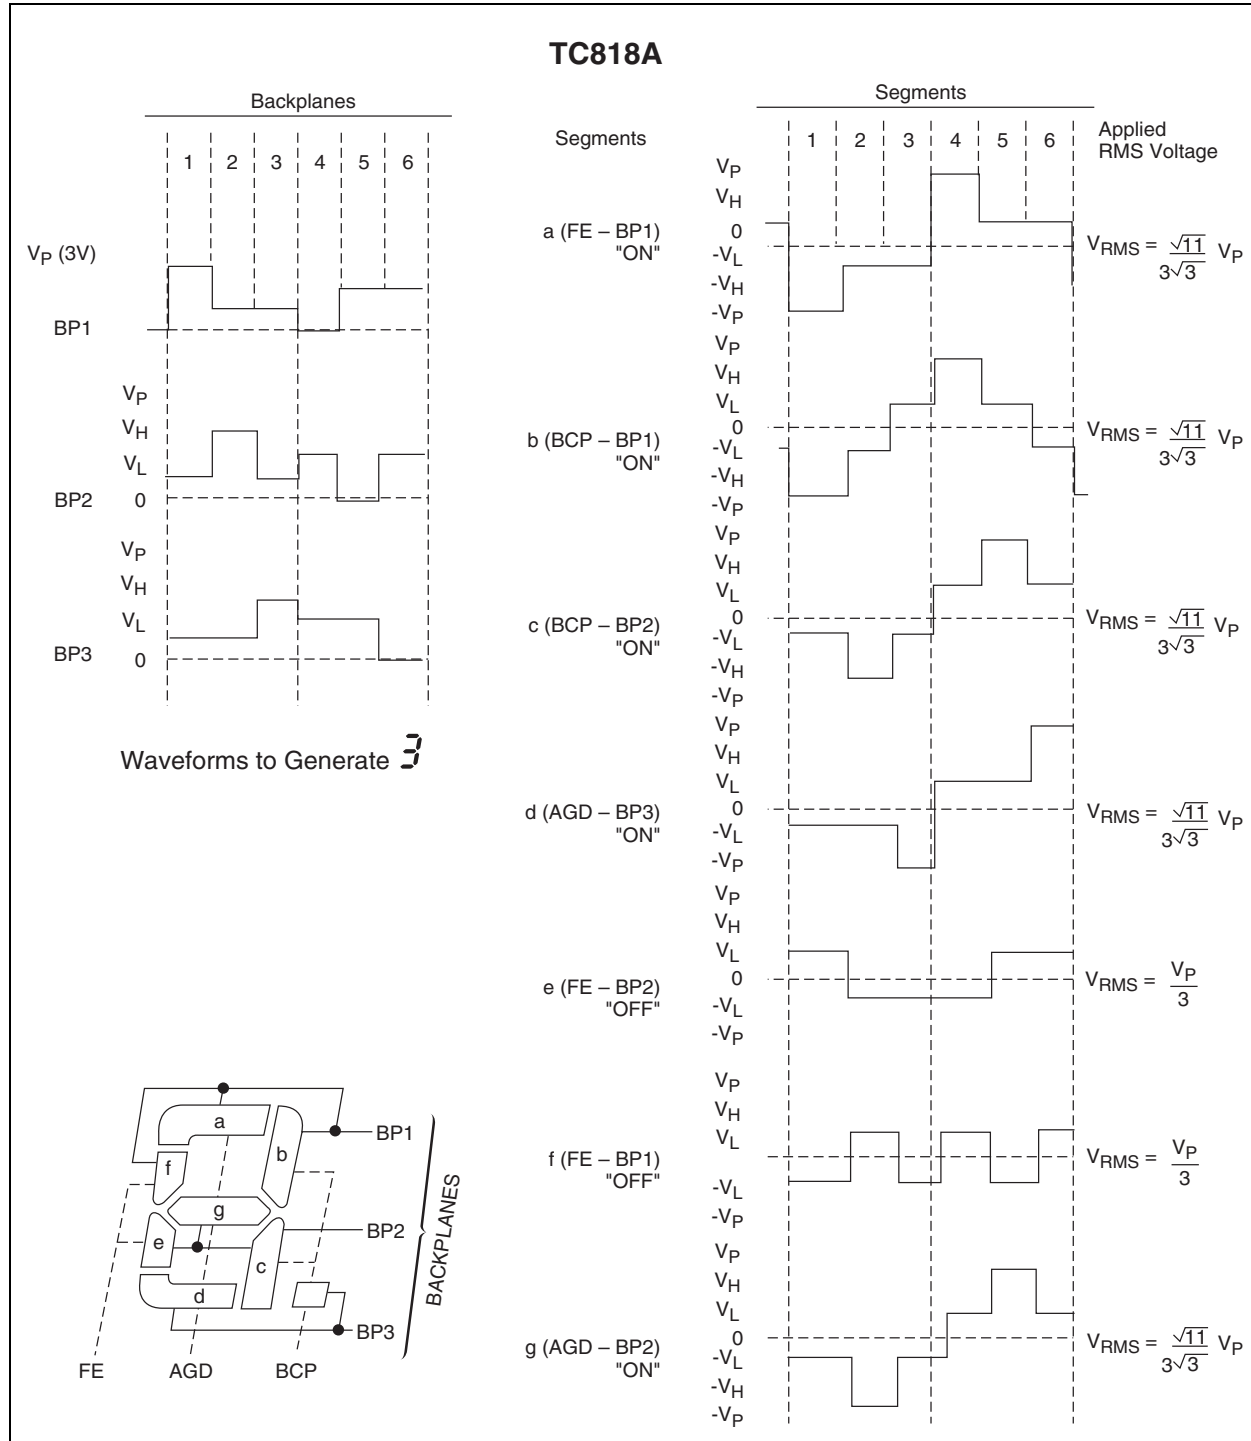 TC818A
Backplanes
1 2 3 4 5 6
VP (3V)
BP1
VP
VH
VL
BP2 0
VP
VH
VL
BP3 0
Waveforms to Generate 3
a
b
f
g
e
c
d
BP1
BP2
BP3
BACKPLANES
FE AGD BCP
Segments
Segments
1 2 3 4 5 6
Applied
RMS Voltage
VP
VH
0
-VL
-VH
-VP
a (FE – BP1)
"ON"
VRMS = √11 / 3√3 VP
VP
VH
VL
0
-VL
-VH
-VP
b (BCP – BP1)
"ON"
VRMS = √11 / 3√3 VP
VP
VH
VL
0
-VL
-VH
-VP
c (BCP – BP2)
"ON"
VRMS = √11 / 3√3 VP
VP
VH
VL
0
-VL
-VP
d (AGD – BP3)
"ON"
VRMS = √11 / 3√3 VP
VP
VH
VL
0
-VL
-VP
e (FE – BP2)
"OFF"
VRMS = VP / 3
VP
VH
VL
-VL
-VP
f (FE – BP1)
"OFF"
VRMS = VP / 3
VP
VH
VL
0
-VL
-VH
-VP
g (AGD – BP2)
"ON"
VRMS = √11 / 3√3 VP